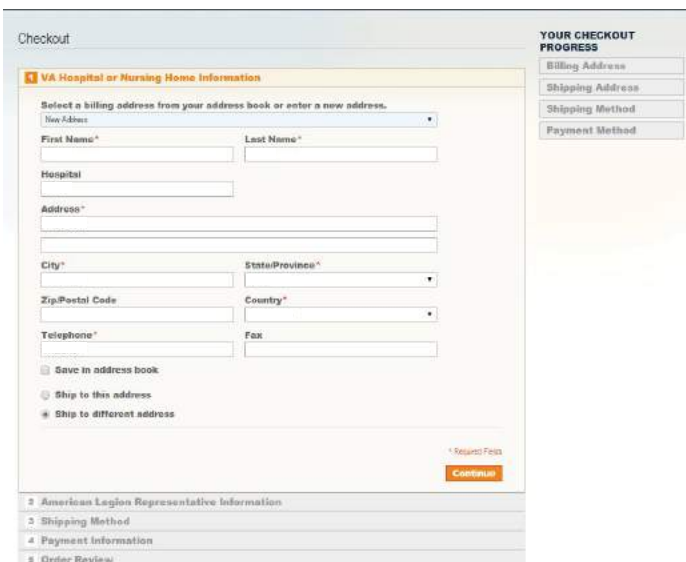 Checkout
1 VA Hospital or Nursing Home Information
Select a billing address from your address book or enter a new address.
New Address
First Name* Last Name*
Hospital
Address*
City* State/Province*
Zip/Postal Code Country*
Telephone* Fax
Save in address book
Ship to this address
Ship to different address
* Required Fields
Continue
2 American Legion Representative Information
3 Shipping Method
4 Payment Information
5 Order Review
YOUR CHECKOUT
PROGRESS
Billing Address
Shipping Address
Shipping Method
Payment Method